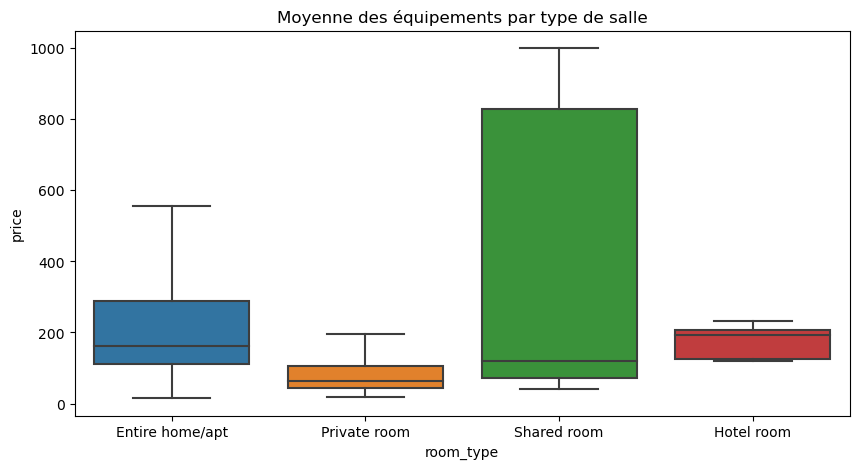 Moyenne des équipements par type de salle
price
1000
800
600
400
200
0
Entire home/apt
Private room
Shared room
Hotel room
room_type